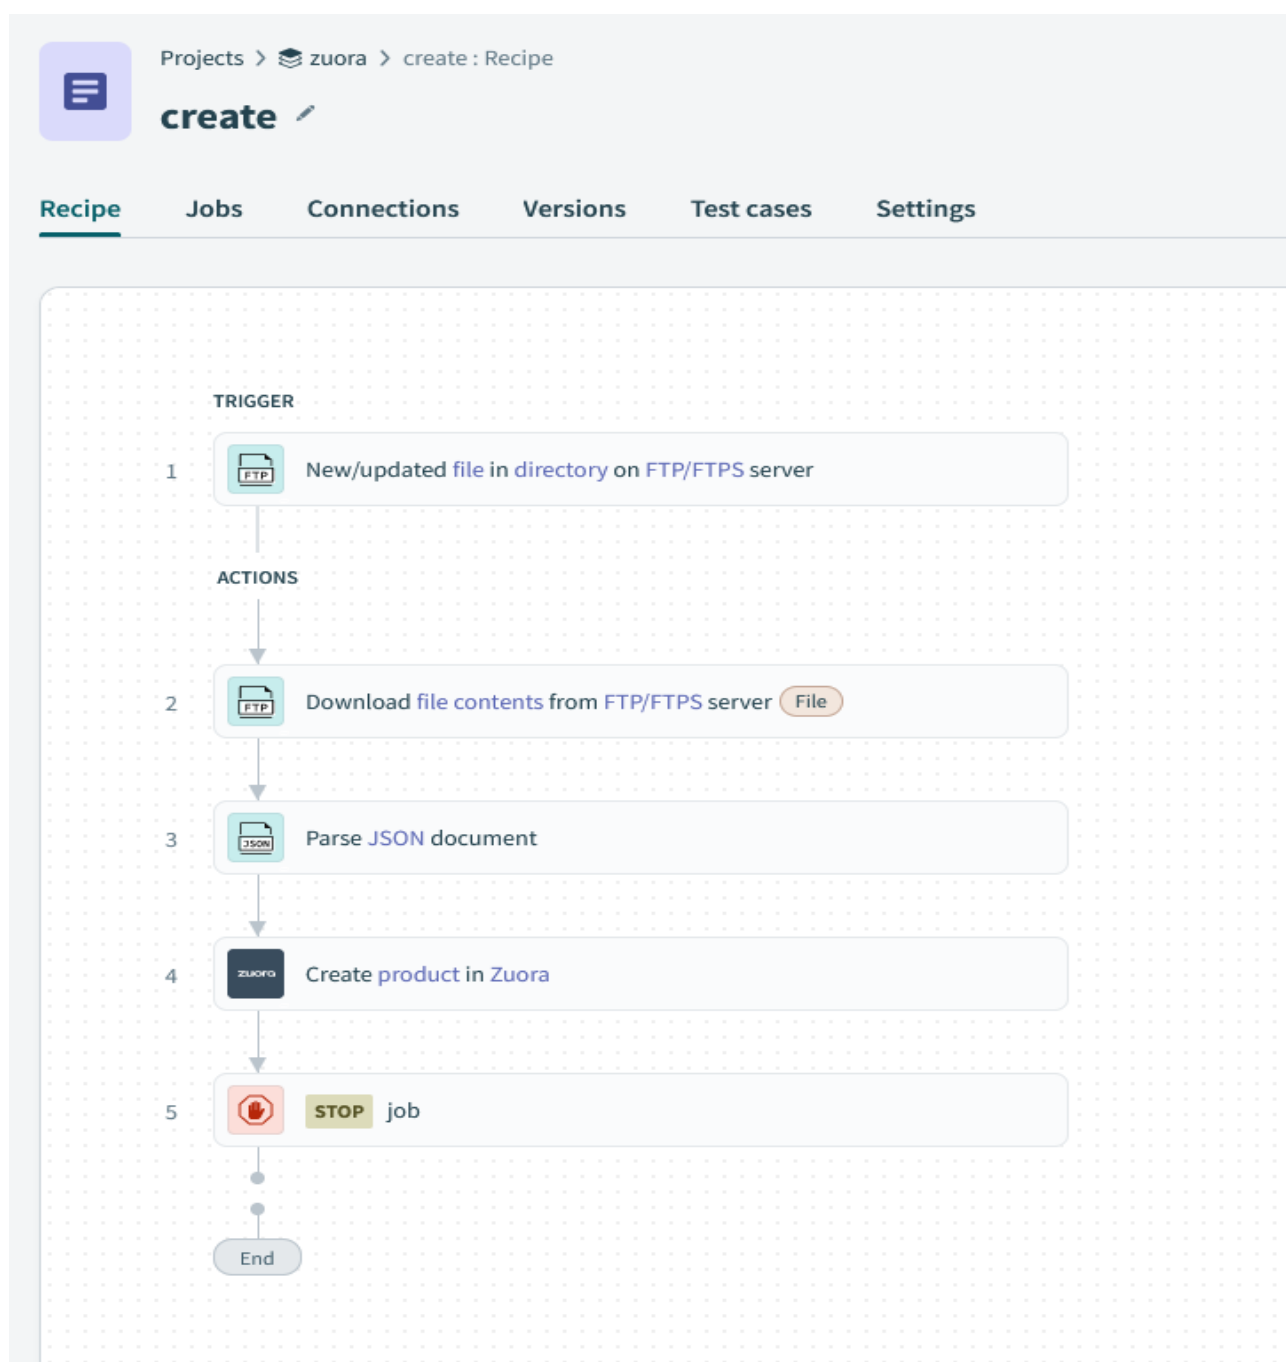 Projects > zuora > create : Recipe
create
Recipe Jobs Connections Versions Test cases Settings
TRIGGER
1 FTP New/updated file in directory on FTP/FTPS server
ACTIONS
2 FTP Download file contents from FTP/FTPS server File
3 JSON Parse JSON document
4 zuora Create product in Zuora
5 STOP job
End